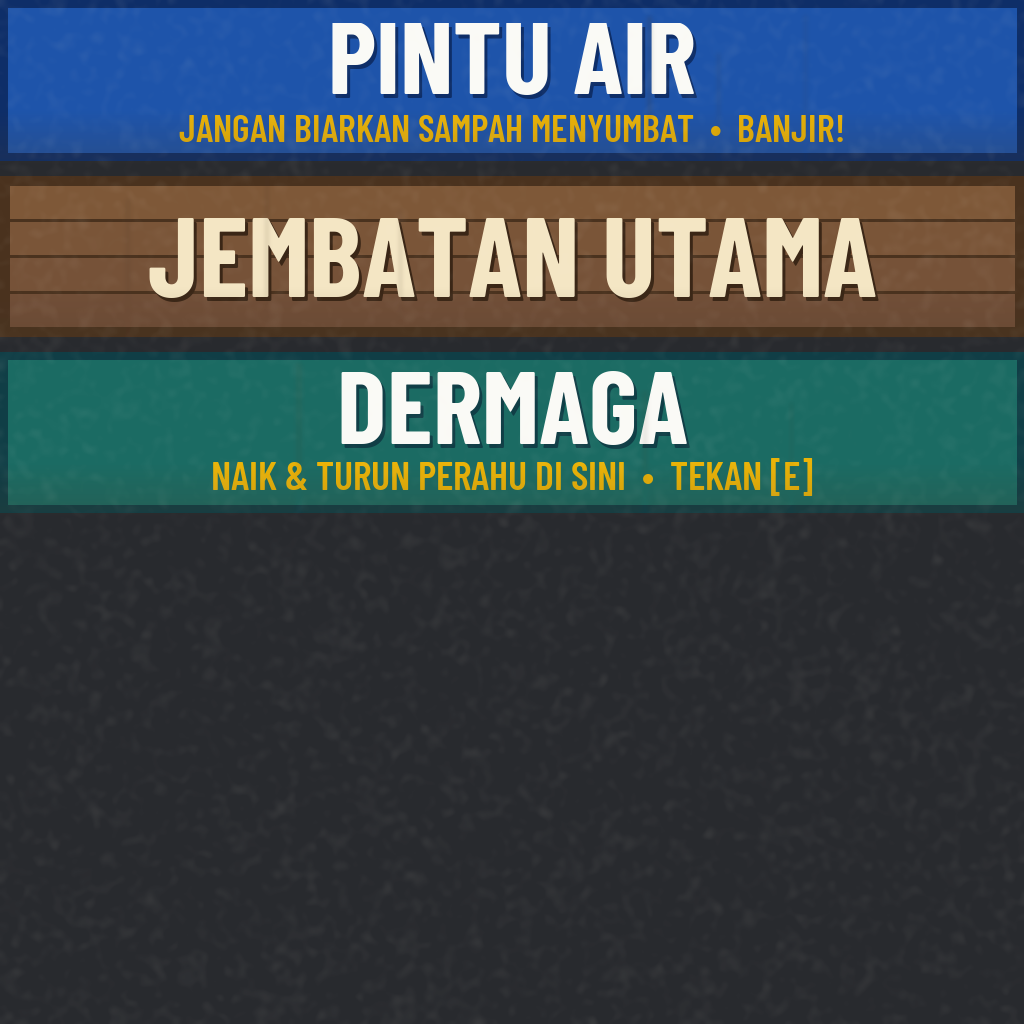 PINTU AIR
JANGAN BIARKAN SAMPAH MENYUMBAT • BANJIR!
JEMBATAN UTAMA
DERMAGA
NAIK & TURUN PERAHU DI SINI • TEKAN [E]